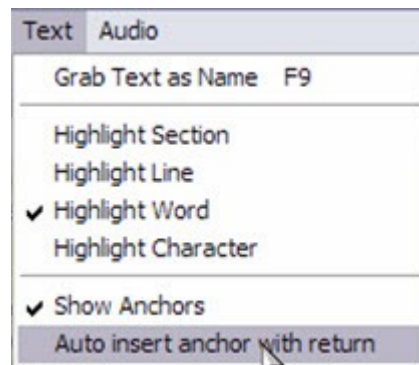 Text Audio
Grab Text as Name F9
Highlight Section
Highlight Line
Highlight Word
Highlight Character
Show Anchors
Auto insert anchor with return